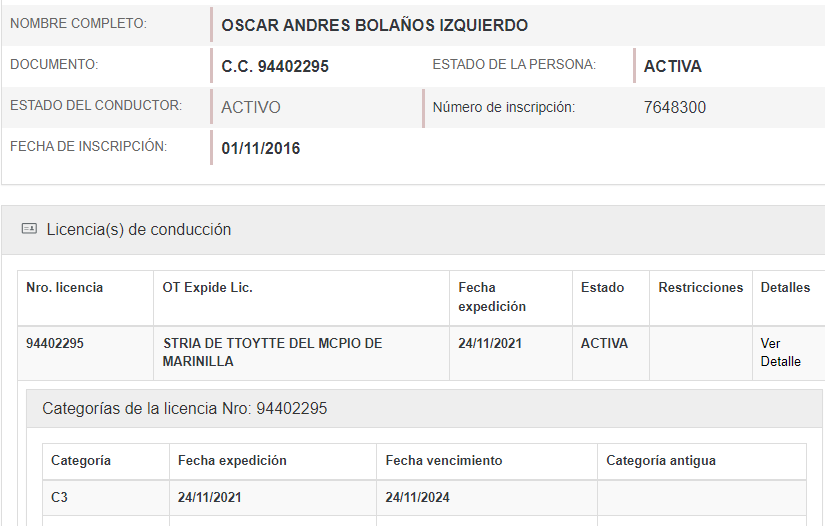 NOMBRE COMPLETO: OSCAR ANDRES BOLAÑOS IZQUIERDO
DOCUMENTO: C.C. 94402295 ESTADO DE LA PERSONA: ACTIVA
ESTADO DEL CONDUCTOR: ACTIVO Número de inscripción: 7648300
FECHA DE INSCRIPCIÓN: 01/11/2016
Licencia(s) de conducción
Nro. licencia OT Expide Lic. Fecha expedición Estado Restricciones Detalles
94402295 STRIA DE TTOYTTE DEL MCPIO DE MARINILLA 24/11/2021 ACTIVA Ver Detalle
Categorías de la licencia Nro: 94402295
Categoría Fecha expedición Fecha vencimiento Categoría antigua
C3 24/11/2021 24/11/2024